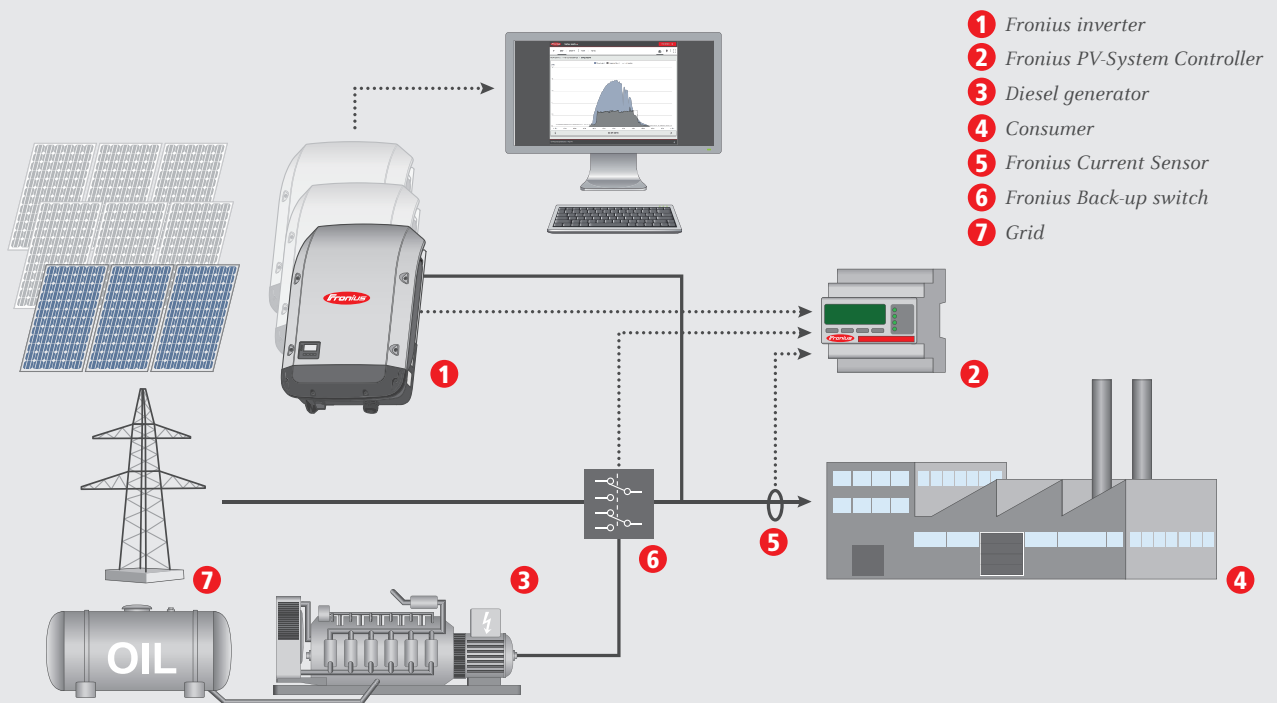 1 Fronius inverter
2 Fronius PV-System Controller
3 Diesel generator
4 Consumer
5 Fronius Current Sensor
6 Fronius Back-up switch
7 Grid
Fronius
1
Fronius
2
7
3
6
5
4
OIL